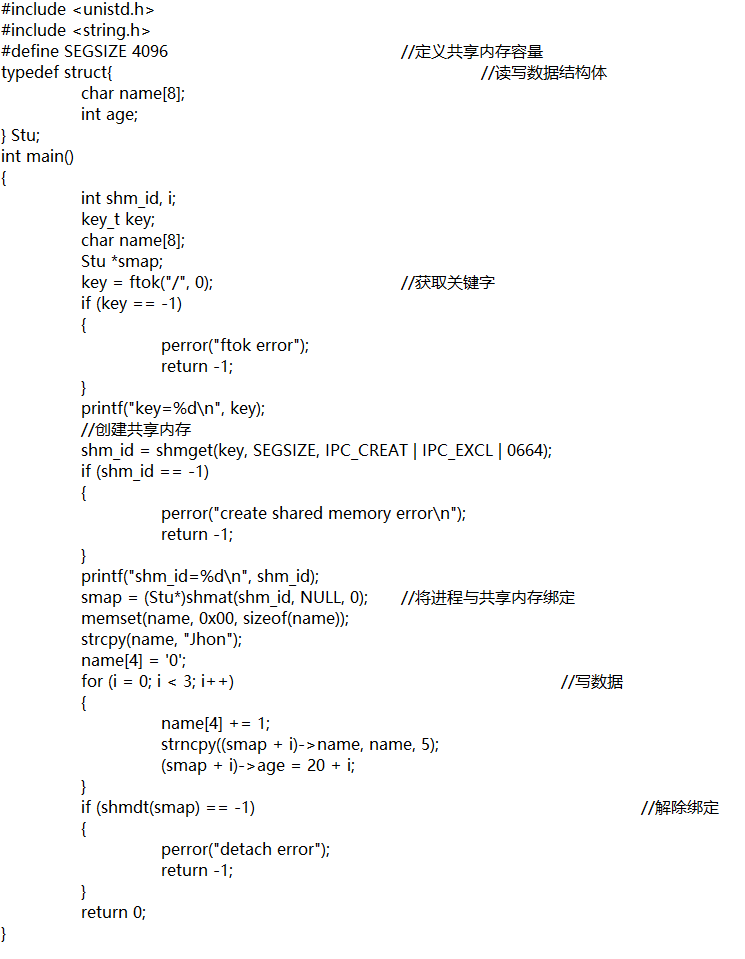 #include <unistd.h>
#include <string.h>
#define SEGSIZE 4096 //定义共享内存容量
typedef struct{ //读写数据结构体
char name[8];
int age;
} Stu;
int main()
{
int shm_id, i;
key_t key;
char name[8];
Stu *smap;
key = ftok("/", 0); //获取关键字
if (key == -1)
{
perror("ftok error");
return -1;
}
printf("key=%d\n", key);
//创建共享内存
shm_id = shmget(key, SEGSIZE, IPC_CREAT | IPC_EXCL | 0664);
if (shm_id == -1)
{
perror("create shared memory error\n");
return -1;
}
printf("shm_id=%d\n", shm_id);
smap = (Stu*)shmat(shm_id, NULL, 0); //将进程与共享内存绑定
memset(name, 0x00, sizeof(name));
strcpy(name, "Jhon");
name[4] = '0';
for (i = 0; i < 3; i++) //写数据
{
name[4] += 1;
strncpy((smap + i)->name, name, 5);
(smap + i)->age = 20 + i;
}
if (shmdt(smap) == -1) //解除绑定
{
perror("detach error");
return -1;
}
return 0;
}